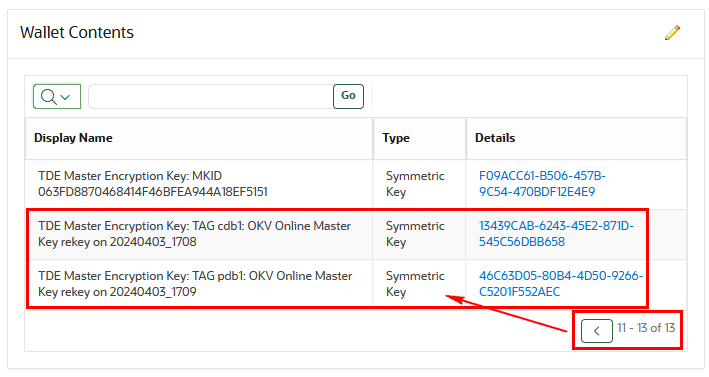 Wallet Contents
Go
Display Name Type Details
TDE Master Encryption Key: MKID
063FD8870468414F46BFEA944A18EF5151
Symmetric
Key
F09ACC61-B506-457B-
9C54-470BDF12E4E9
TDE Master Encryption Key: TAG cdb1: OKV Online Master
Key rekey on 20240403_1708
Symmetric
Key
13439CAB-6243-45E2-871D-
545C56DBB658
TDE Master Encryption Key: TAG pdb1: OKV Online Master
Key rekey on 20240403_1709
Symmetric
Key
46C63D05-80B4-4D50-9266-
C5201F552AEC
11 - 13 of 13